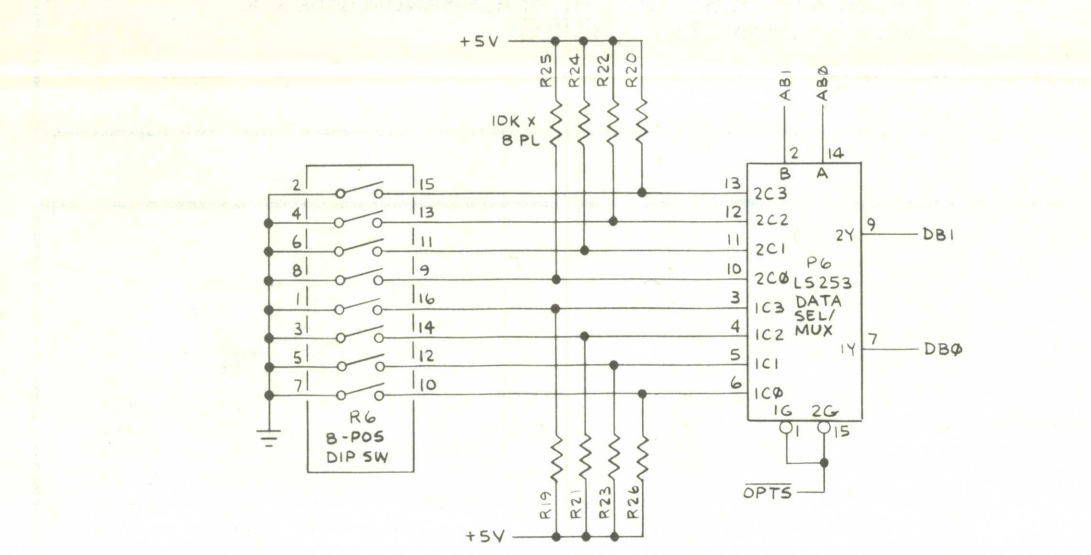 +5V
R25
R24
R22
R20
10K X
8 PL
AB1
ABØ
2
14
B
A
2
15
13
2C3
4
13
12
2C2
6
11
11
2C1
8
9
10
2CØ
1
16
3
1C3
3
14
4
1C2
5
12
5
1C1
7
10
6
1CØ
2Y
9
DB1
P6
LS253
DATA
SEL/
MUX
1Y
7
DBØ
R6
8-POS
DIP SW
1G
2G
1
15
OPTS
R19
R21
R23
R26
+5V